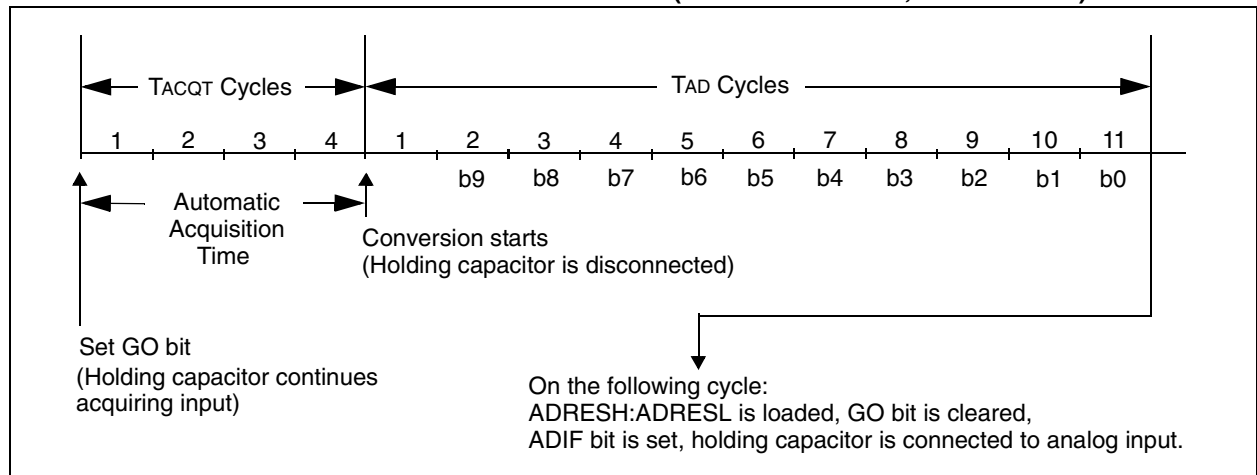 TACQT Cycles
TAD Cycles
1 2 3 4 1 2 3 4 5 6 7 8 9 10 11
b9 b8 b7 b6 b5 b4 b3 b2 b1 b0
Automatic
Acquisition
Time
Conversion starts
(Holding capacitor is disconnected)
Set GO bit
(Holding capacitor continues
acquiring input)
On the following cycle:
ADRESH:ADRESL is loaded, GO bit is cleared,
ADIF bit is set, holding capacitor is connected to analog input.